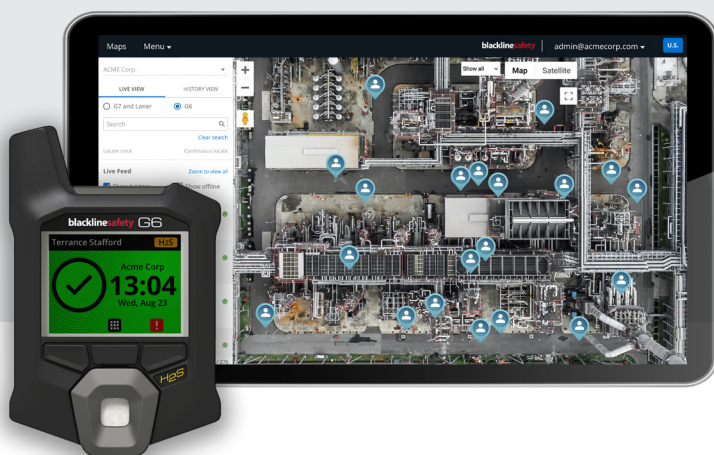 Maps Menu
blacklinesafety admin@acmecorp.com U.S.
ACME Corp.
LIVE VIEW HISTORY VIEW
G7 and Loner G6
Search
Clear search
Locate once Continuous locate
Live Feed Zoom to view all
Show offline
Show all Map Satellite
blacklinesafety G6
Terrance Stafford H2S
Acme Corp
13:04
Wed, Aug 23
!
H2S